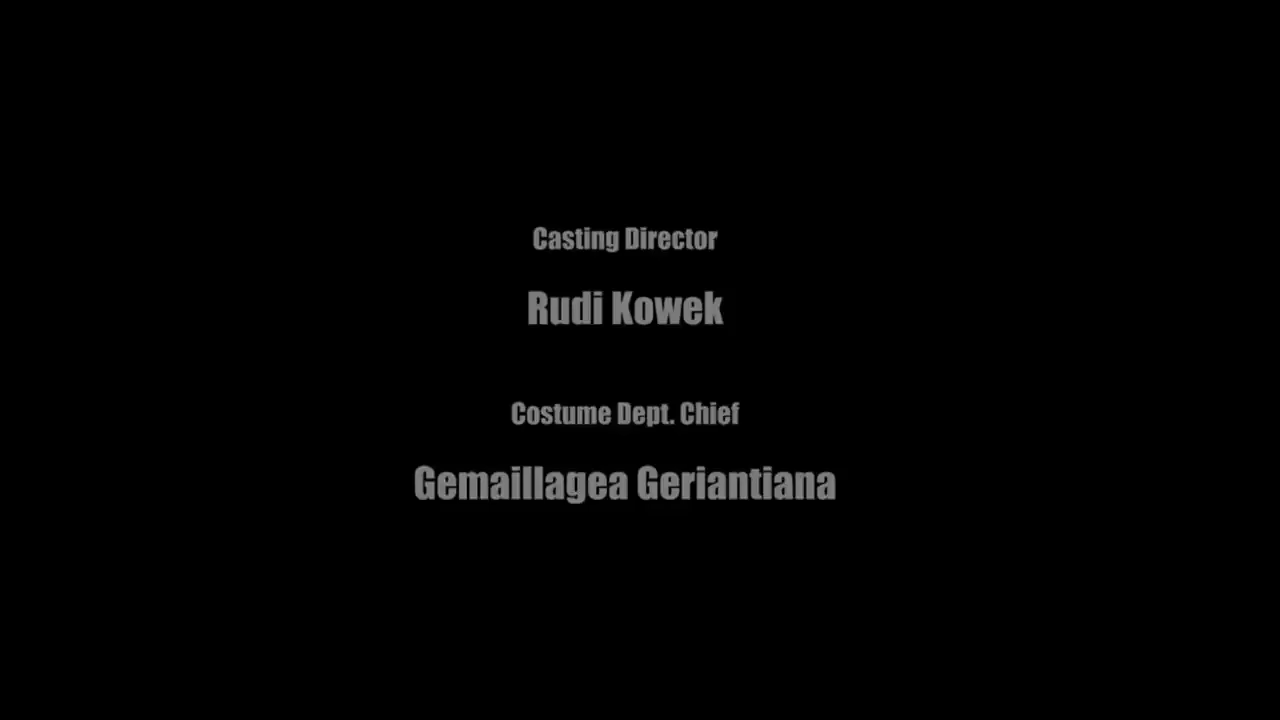 Casting Director
Rudi Kowek
Costume Dept. Chief
Gemaillagea Geriantiana